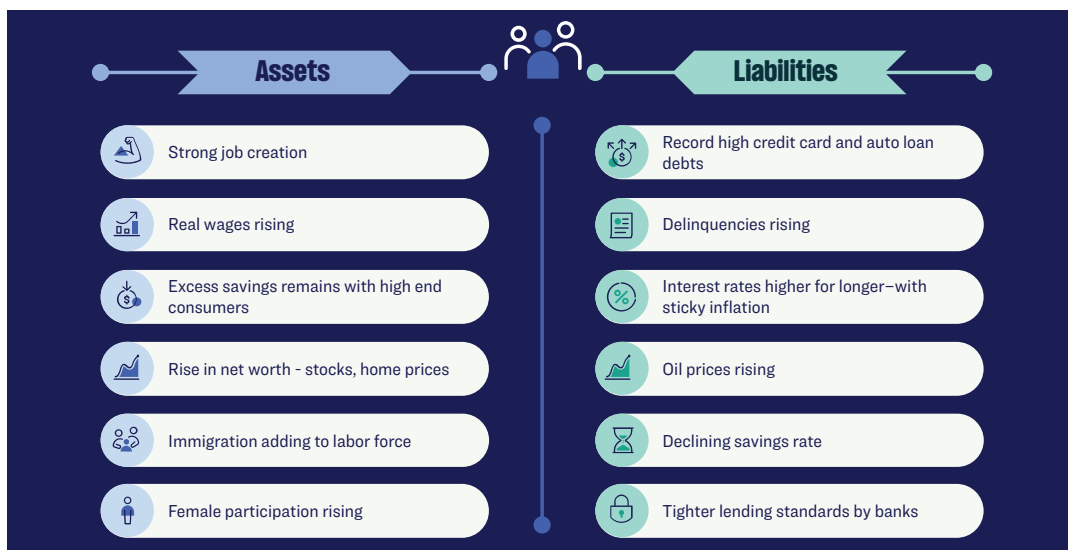 Assets
Strong job creation
Real wages rising
Excess savings remains with high end
consumers
Rise in net worth - stocks, home prices
Immigration adding to labor force
Female participation rising
Liabilities
Record high credit card and auto loan
debts
Delinquencies rising
Interest rates higher for longer–with
sticky inflation
Oil prices rising
Declining savings rate
Tighter lending standards by banks